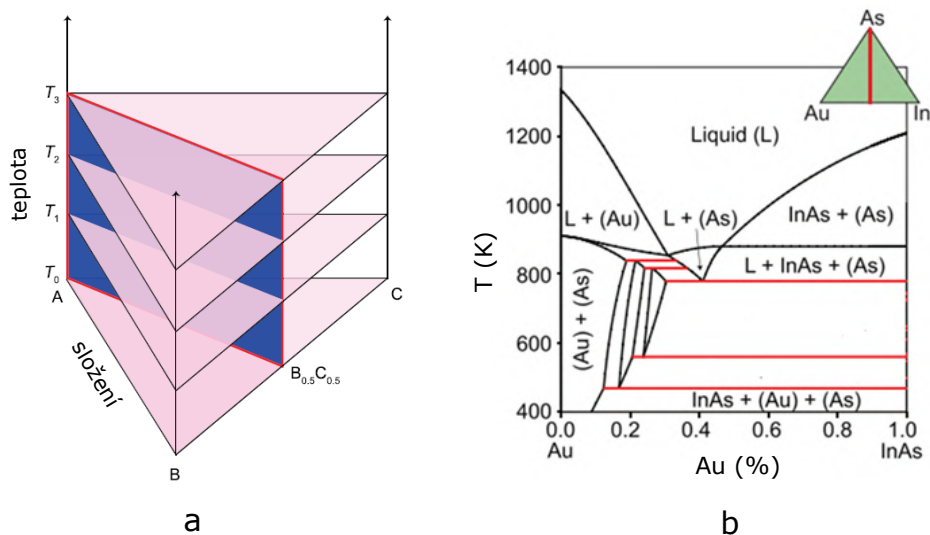 teplota
T3
T2
T1
T0
A
B
C
B0.5C0.5
složení
a
As
Au
In
T (K)
1400
1200
1000
800
600
400
Liquid (L)
L + (Au)
L + (As)
InAs + (As)
L + InAs + (As)
(Au) + (As)
InAs + (Au) + (As)
0.0
0.2
0.4
0.6
0.8
1.0
Au
Au (%)
InAs
b